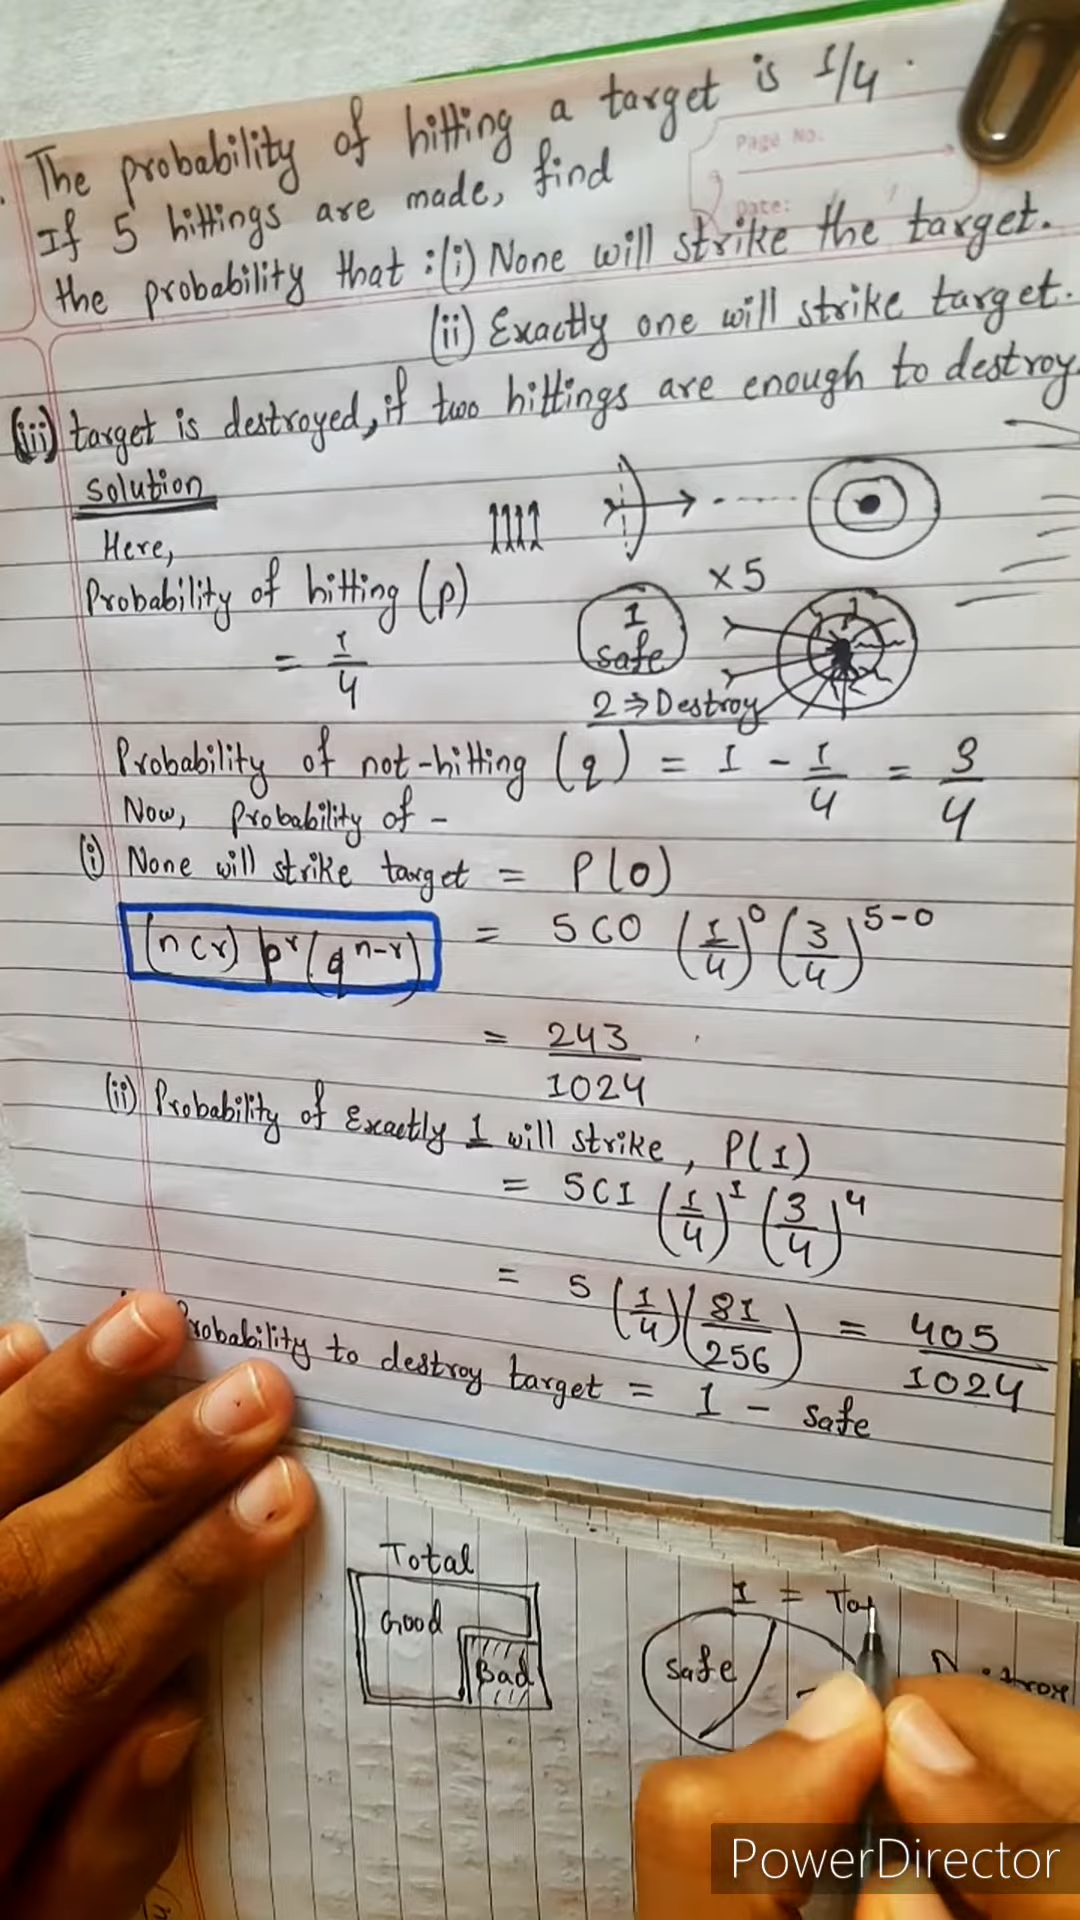 The probability of hitting a target is 1/4.
If 5 hittings are made, find
the probability that : (i) None will strike the target.
(ii) Exactly one will strike target.
(iii) target is destroyed, if two hittings are enough to destroy.
Page No.
Date:
Solution
Here,
Probability of hitting (p)
= 1/4
×5
1
safe
2 ⇒ Destroy
Probability of not-hitting (q) = 1 - 1/4 = 3/4
Now, Probability of -
(i) None will strike target = P(0)
(nCr) p^r (q^n-r)
= 5C0 (1/4)^0 (3/4)^5-0
= 243/1024
(ii) Probability of Exactly 1 will strike, P(1)
= 5C1 (1/4)^1 (3/4)^4
= 5 (1/4) (81/256) = 405/1024
Probability to destroy target = 1 - safe
Total
Good
Bad
1 = Tot
safe
PowerDirector